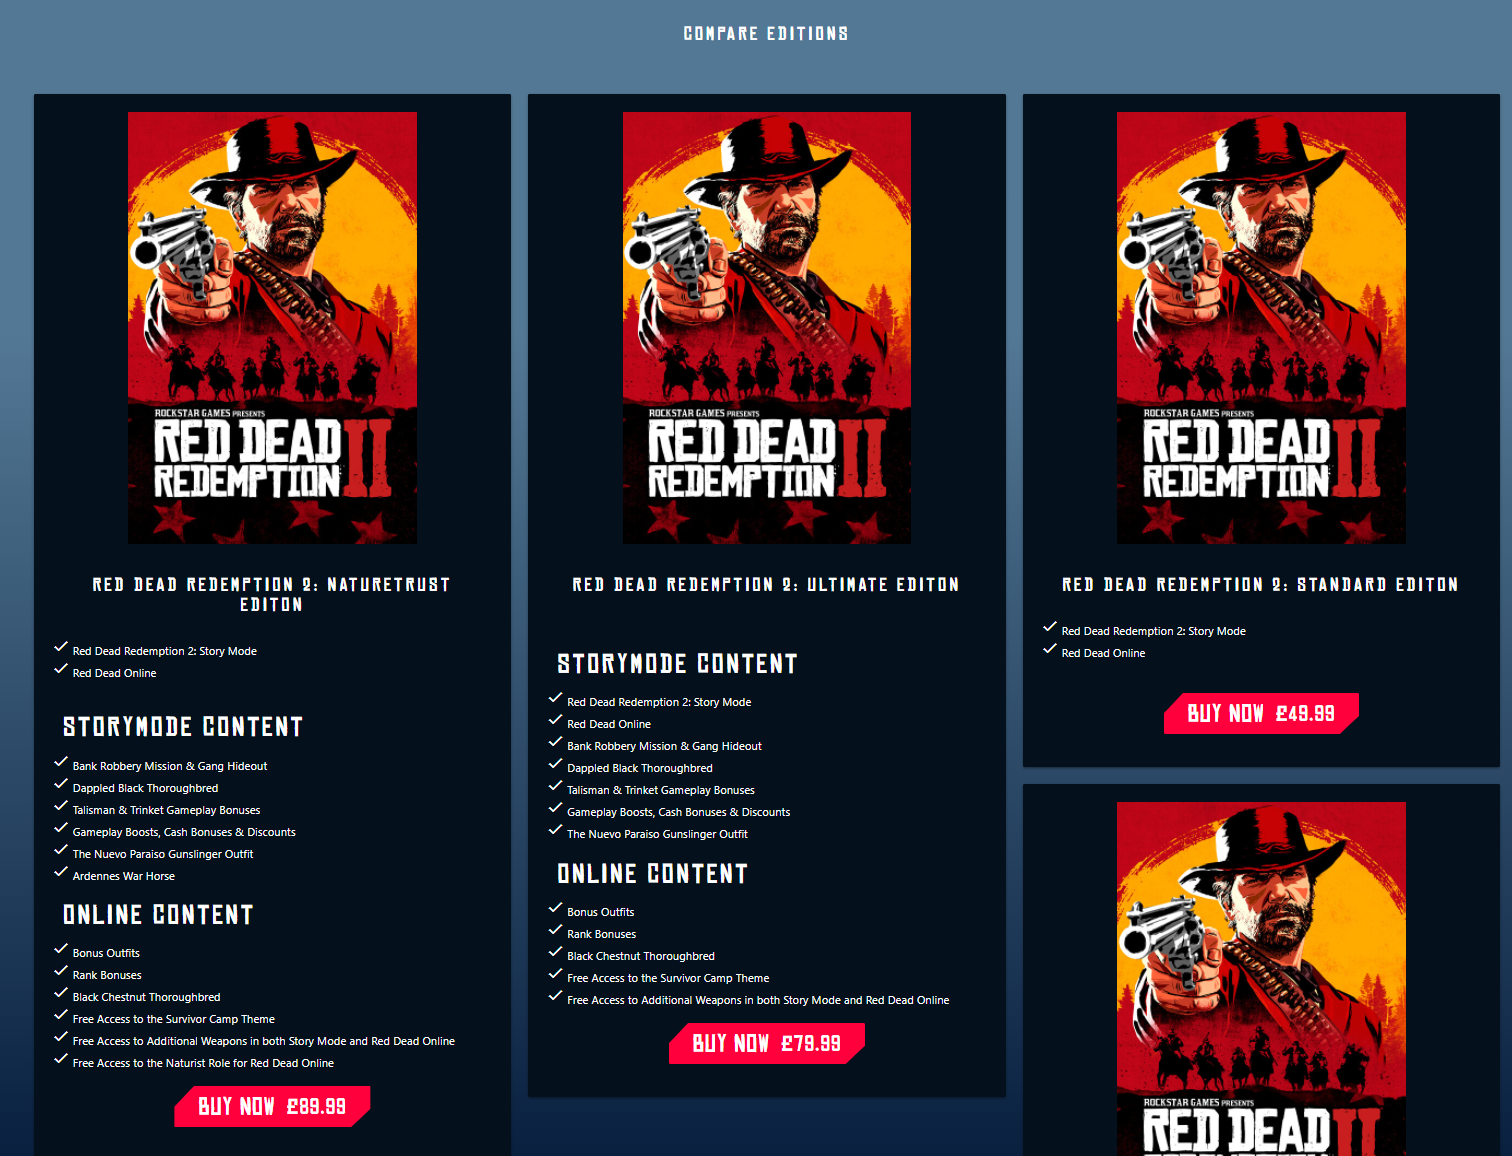 COMPARE EDITIONS
ROCKSTAR GAMES PRESENTS
RED DEAD
REDEMPTION II
RED DEAD REDEMPTION 2: NATURETRUST
EDITON
Red Dead Redemption 2: Story Mode
Red Dead Online
STORYMODE CONTENT
Bank Robbery Mission & Gang Hideout
Dappled Black Thoroughbred
Talisman & Trinket Gameplay Bonuses
Gameplay Boosts, Cash Bonuses & Discounts
The Nuevo Paraiso Gunslinger Outfit
Ardennes War Horse
ONLINE CONTENT
Bonus Outfits
Rank Bonuses
Black Chestnut Thoroughbred
Free Access to the Survivor Camp Theme
Free Access to Additional Weapons in both Story Mode and Red Dead Online
Free Access to the Naturist Role for Red Dead Online
BUY NOW £89.99
ROCKSTAR GAMES PRESENTS
RED DEAD
REDEMPTION II
RED DEAD REDEMPTION 2: ULTIMATE EDITON
STORYMODE CONTENT
Red Dead Redemption 2: Story Mode
Red Dead Online
Bank Robbery Mission & Gang Hideout
Dappled Black Thoroughbred
Talisman & Trinket Gameplay Bonuses
Gameplay Boosts, Cash Bonuses & Discounts
The Nuevo Paraiso Gunslinger Outfit
ONLINE CONTENT
Bonus Outfits
Rank Bonuses
Black Chestnut Thoroughbred
Free Access to the Survivor Camp Theme
Free Access to Additional Weapons in both Story Mode and Red Dead Online
BUY NOW £79.99
ROCKSTAR GAMES PRESENTS
RED DEAD
REDEMPTION II
RED DEAD REDEMPTION 2: STANDARD EDITON
Red Dead Redemption 2: Story Mode
Red Dead Online
BUY NOW £49.99
ROCKSTAR GAMES PRESENTS
RED DEAD II